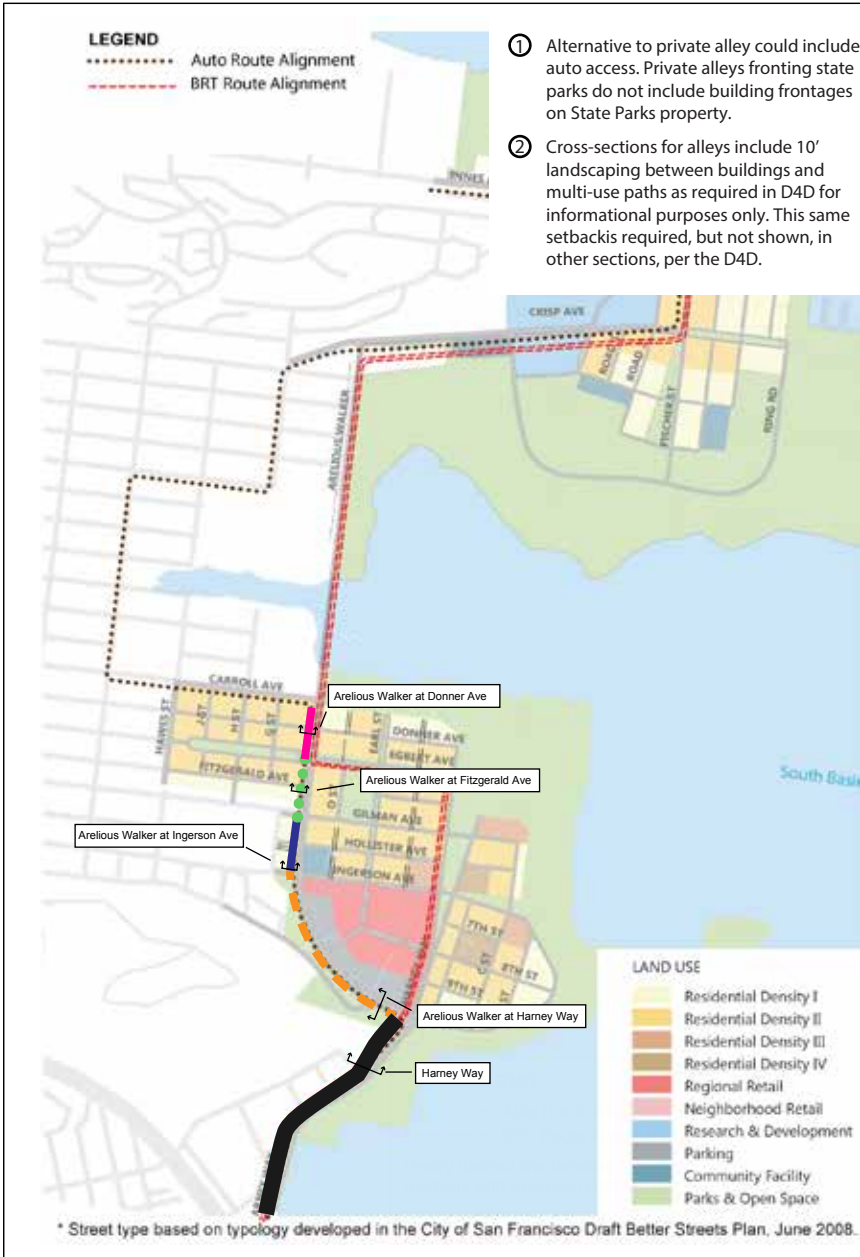 LEGEND
Auto Route Alignment
BRT Route Alignment
① Alternative to private alley could include
auto access. Private alleys fronting state
parks do not include building frontages
on State Parks property.
② Cross-sections for alleys include 10’
landscaping between buildings and
multi-use paths as required in D4D for
informational purposes only. This same
setbackis required, but not shown, in
other sections, per the D4D.
INNES
CRISP AVE
ROAD
ROAD
FISCHER ST
RING RD
ARELIOUS WALKER
CARROLL AVE
Arelious Walker at Donner Ave
HAWES ST
J ST
H ST
G ST
EARL ST
DONNER AVE
EGBERT AVE
FITZGERALD AVE
Arelious Walker at Fitzgerald Ave
South Basi
D S
GILMAN AVE
Arelious Walker at Ingerson Ave
HOLLISTER AVE
INGERSON AVE
7TH ST
C ST
8TH ST
9TH ST
ST
Arelious Walker at Harney Way
Harney Way
LAND USE
Residential Density I
Residential Density II
Residential Density III
Residential Density IV
Regional Retail
Neighborhood Retail
Research & Development
Parking
Community Facility
Parks & Open Space
* Street type based on typology developed in the City of San Francisco Draft Better Streets Plan, June 2008.